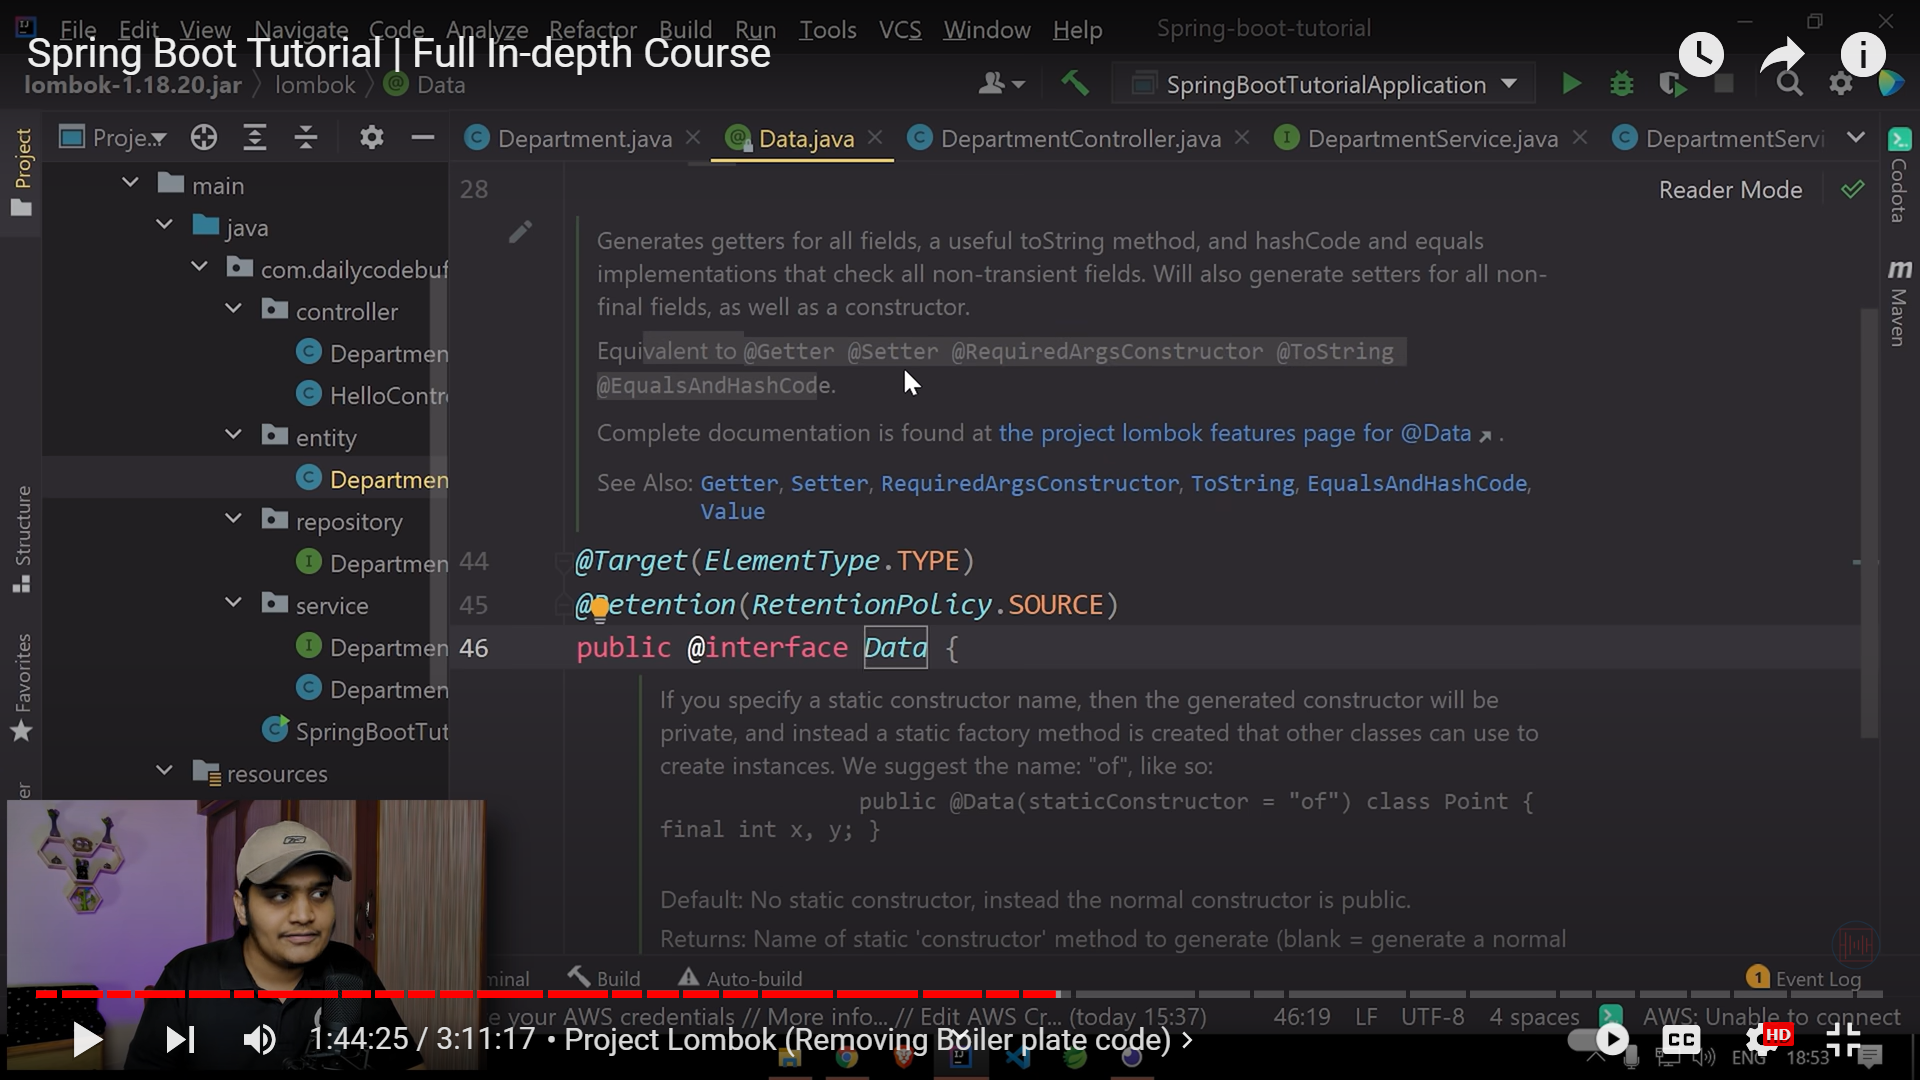 File Edit View Navigate Code Analyze Refactor Build Run Tools VCS Window Help Spring-boot-tutorial
Spring Boot Tutorial | Full In-depth Course
lombok-1.18.20.jar lombok Data
SpringBootTutorialApplication
Project
Proje...
Department.java
Data.java
DepartmentController.java
DepartmentService.java
DepartmentServi
Codota
Maven
Structure
Favorites
main
java
com.dailycodebuf
controller
Departmen
HelloContr
entity
Departmen
repository
Departmen
service
Departmen
Departmen
SpringBootTut
resources
28
Reader Mode
Generates getters for all fields, a useful toString method, and hashCode and equals
implementations that check all non-transient fields. Will also generate setters for all non-
final fields, as well as a constructor.
Equivalent to @Getter @Setter @RequiredArgsConstructor @ToString
@EqualsAndHashCode.
Complete documentation is found at the project lombok features page for @Data .
See Also: Getter, Setter, RequiredArgsConstructor, ToString, EqualsAndHashCode,
Value
44 @Target(ElementType.TYPE)
45 @Retention(RetentionPolicy.SOURCE)
46 public @interface Data {
If you specify a static constructor name, then the generated constructor will be
private, and instead a static factory method is created that other classes can use to
create instances. We suggest the name: "of", like so:
public @Data(staticConstructor = "of") class Point {
final int x, y; }
Default: No static constructor, instead the normal constructor is public.
Returns: Name of static 'constructor' method to generate (blank = generate a normal
minal Build Auto-build 1 Event Log
e your AWS credentials // More info... // Edit AWS Cr... (today 15:37) 46:19 LF UTF-8 4 spaces AWS: Unable to connect
1:44:25 / 3:11:17 • Project Lombok (Removing Boiler plate code) CC HD
ENG 18:53